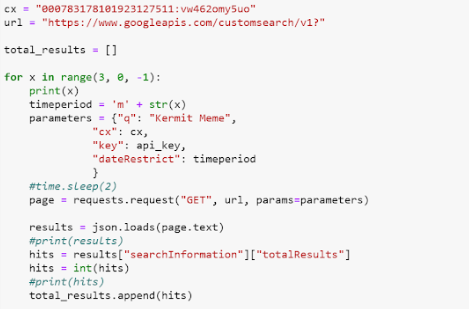 cx = "000783178101923127511:vw462omy5uo"
url = "https://www.googleapis.com/customsearch/v1?"
total_results = []
for x in range(3, 0, -1):
print(x)
timeperiod = 'm' + str(x)
parameters = {"q": "Kermit Meme",
"cx": cx,
"key": api_key,
"dateRestrict": timeperiod
}
#time.sleep(2)
page = requests.request("GET", url, params=parameters)
results = json.loads(page.text)
#print(results)
hits = results["searchInformation"]["totalResults"]
hits = int(hits)
#print(hits)
total_results.append(hits)